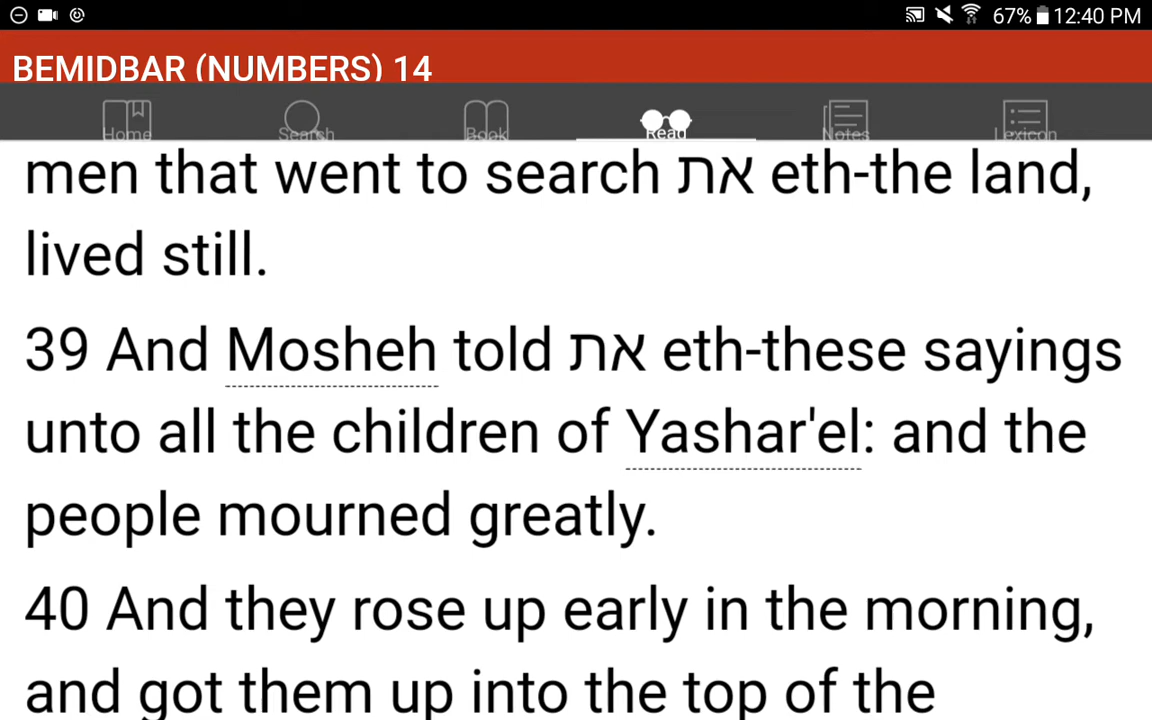 67% 12:40 PM
BEMIDBAR (NUMBERS) 14
Home Search Book Read Notes Lexicon
men that went to search את eth-the land,
lived still.
39 And Mosheh told את eth-these sayings
unto all the children of Yashar'el: and the
people mourned greatly.
40 And they rose up early in the morning,
and got them up into the top of the